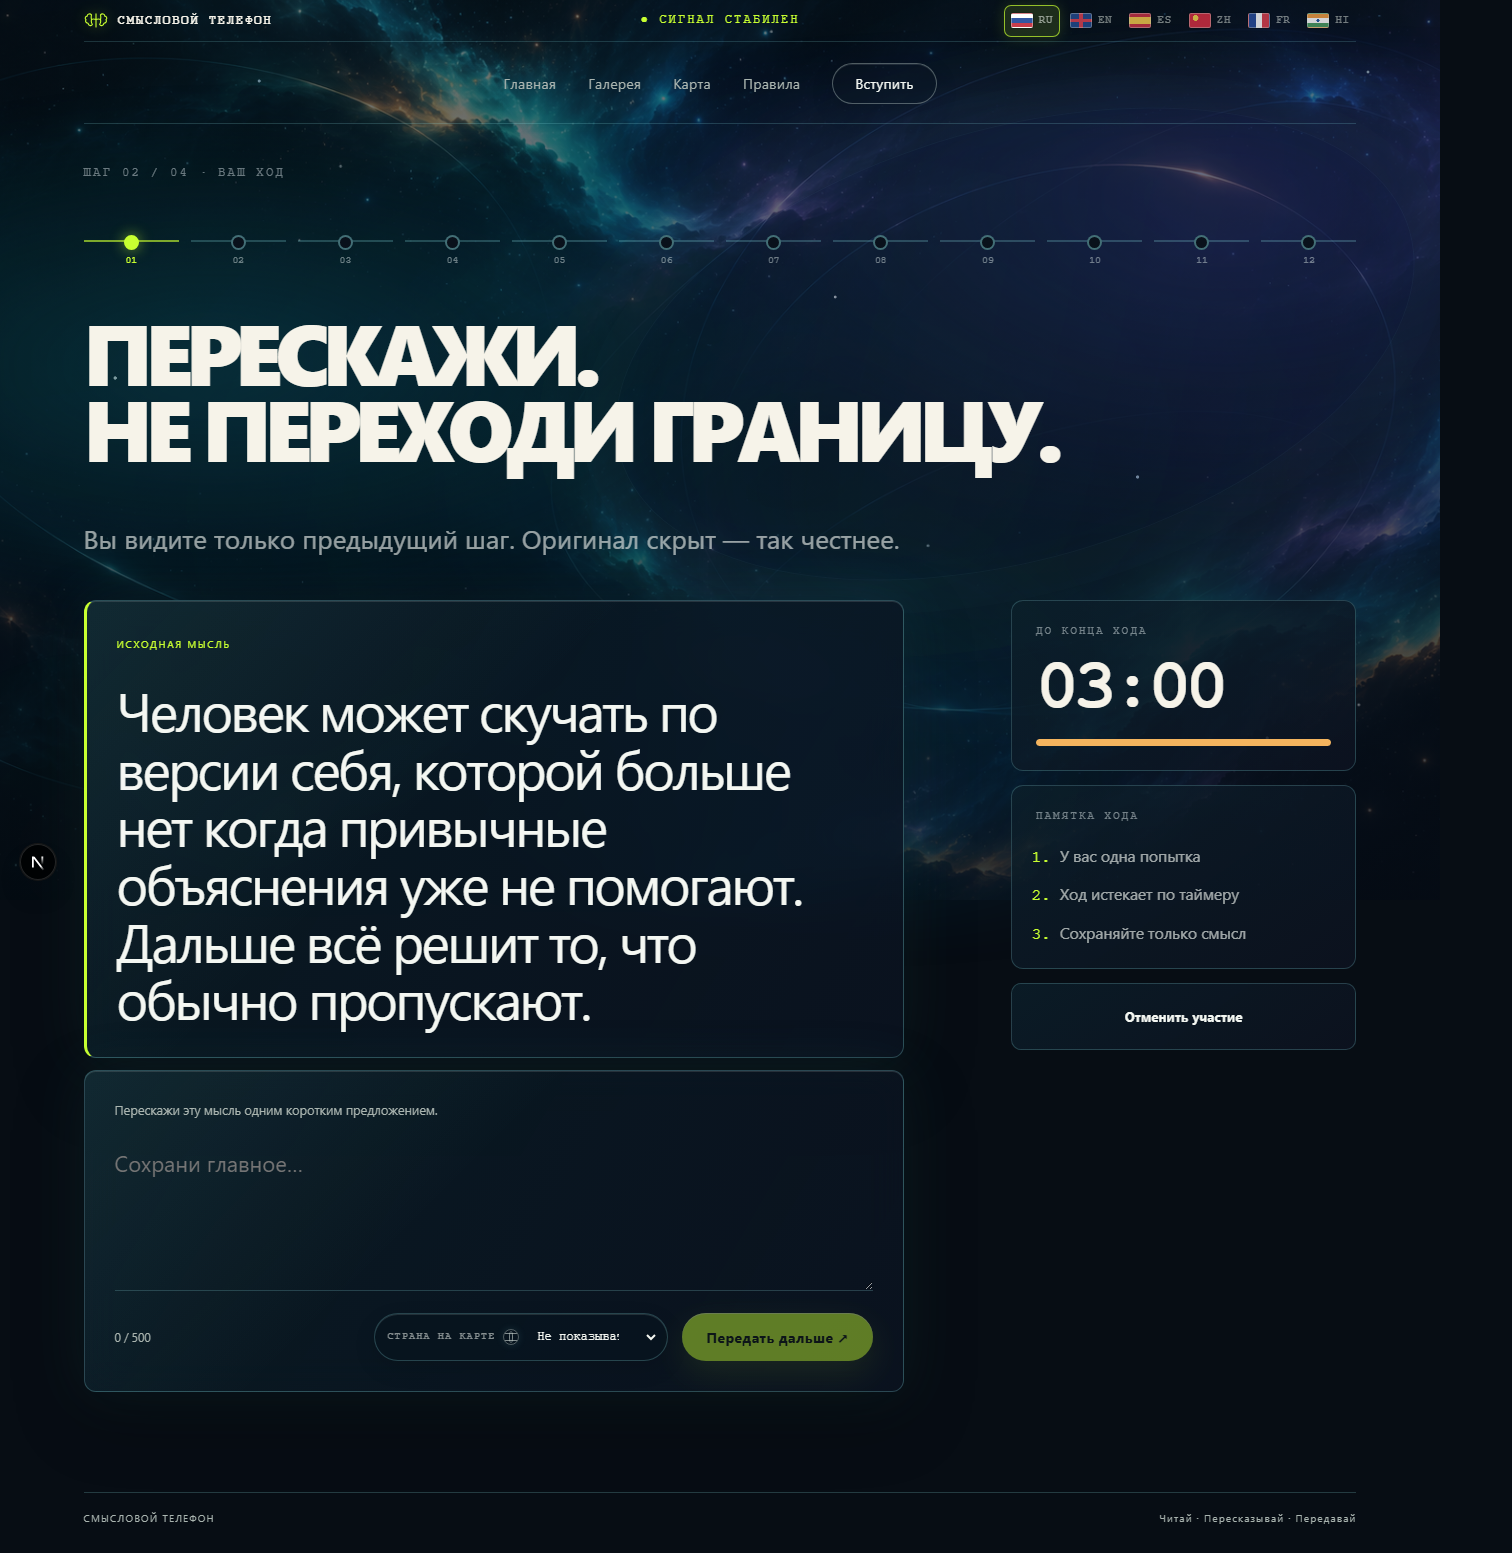 СМЫСЛОВОЙ ТЕЛЕФОН
СИГНАЛ СТАБИЛЕН
RU EN ES ZH FR HI
Главная Галерея Карта Правила Вступить
ШАГ 02 / 04 · ВАШ ХОД
01 02 03 04 05 06 07 08 09 10 11 12
ПЕРЕСКАЖИ.
НЕ ПЕРЕХОДИ ГРАНИЦУ.
Вы видите только предыдущий шаг. Оригинал скрыт — так честнее.
ИСХОДНАЯ МЫСЛЬ
Человек может скучать по
версии себя, которой больше
нет когда привычные
объяснения уже не помогают.
Дальше всё решит то, что
обычно пропускают.
ДО КОНЦА ХОДА
03:00
ПАМЯТКА ХОДА
1. У вас одна попытка
2. Ход истекает по таймеру
3. Сохраняйте только смысл
Отменить участие
Перескажи эту мысль одним коротким предложением.
Сохрани главное...
0 / 500
СТРАНА НА КАРТЕ
Не показыва
Передать дальше ↗
СМЫСЛОВОЙ ТЕЛЕФОН
Читай · Пересказывай · Передавай